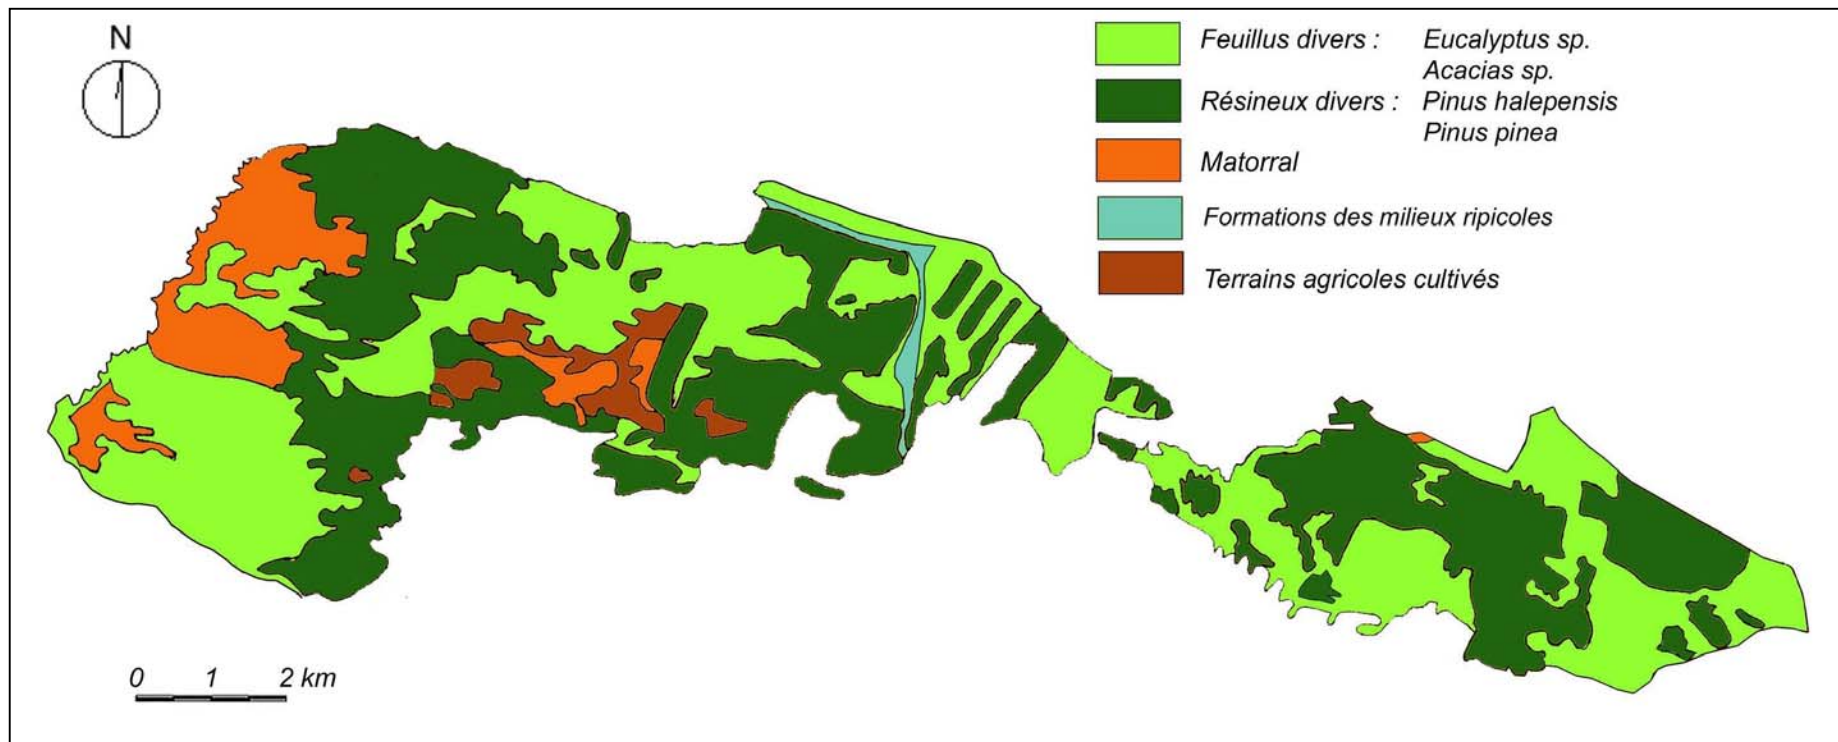 N
Feuillus divers : Eucalyptus sp.
Acacias sp.
Résineux divers : Pinus halepensis
Pinus pinea
Matorral
Formations des milieux ripicoles
Terrains agricoles cultivés
0 1 2 km